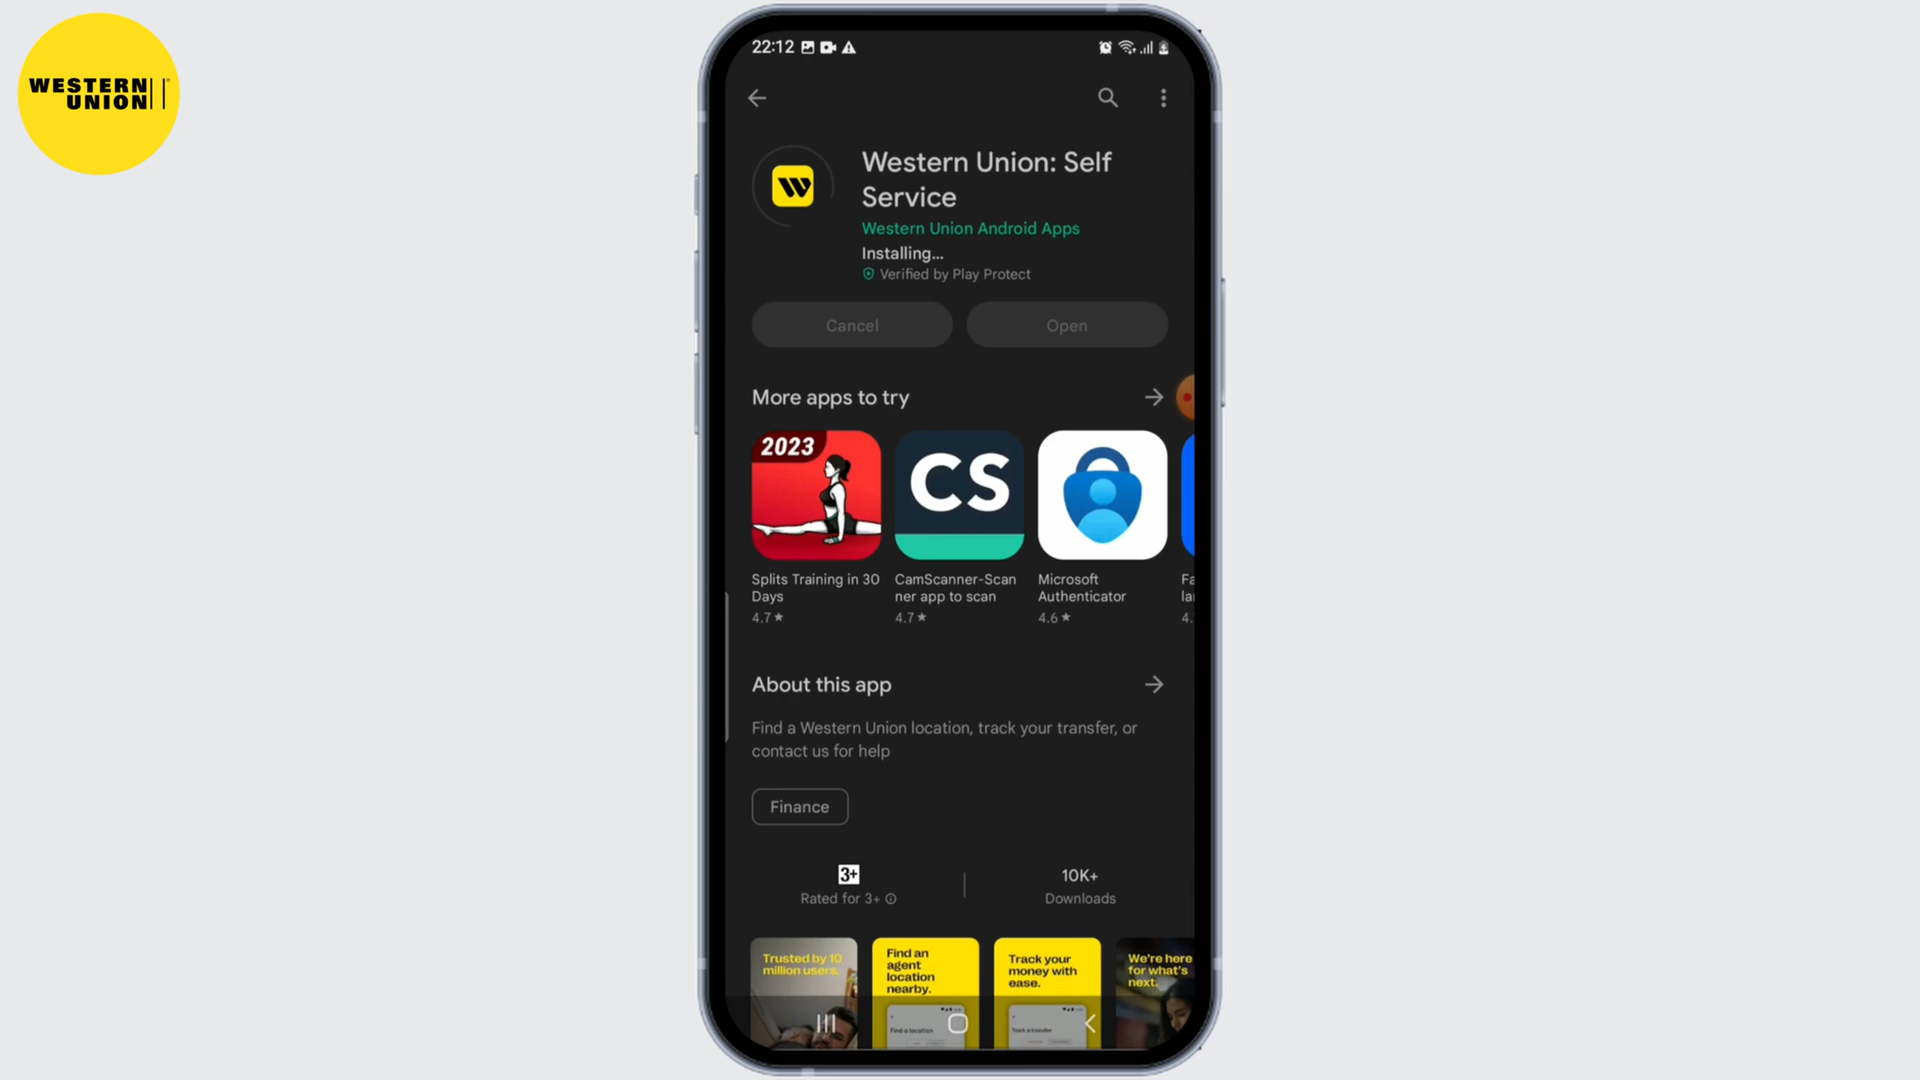 WESTERN
UNION
22:12
Western Union: Self
Service
Western Union Android Apps
Installing...
Verified by Play Protect
Cancel
Open
More apps to try
2023
CS
Splits Training in 30
Days
4.7★
CamScanner-Scan
ner app to scan
4.7★
Microsoft
Authenticator
4.6★
Fa
lar
4.
About this app
Find a Western Union location, track your transfer, or
contact us for help
Finance
3+
Rated for 3+
10K+
Downloads
Trusted by 10
million users.
Find an
agent
location
nearby.
Find a location
Track your
money with
ease.
Track a transfer
We're here
for what's
next.